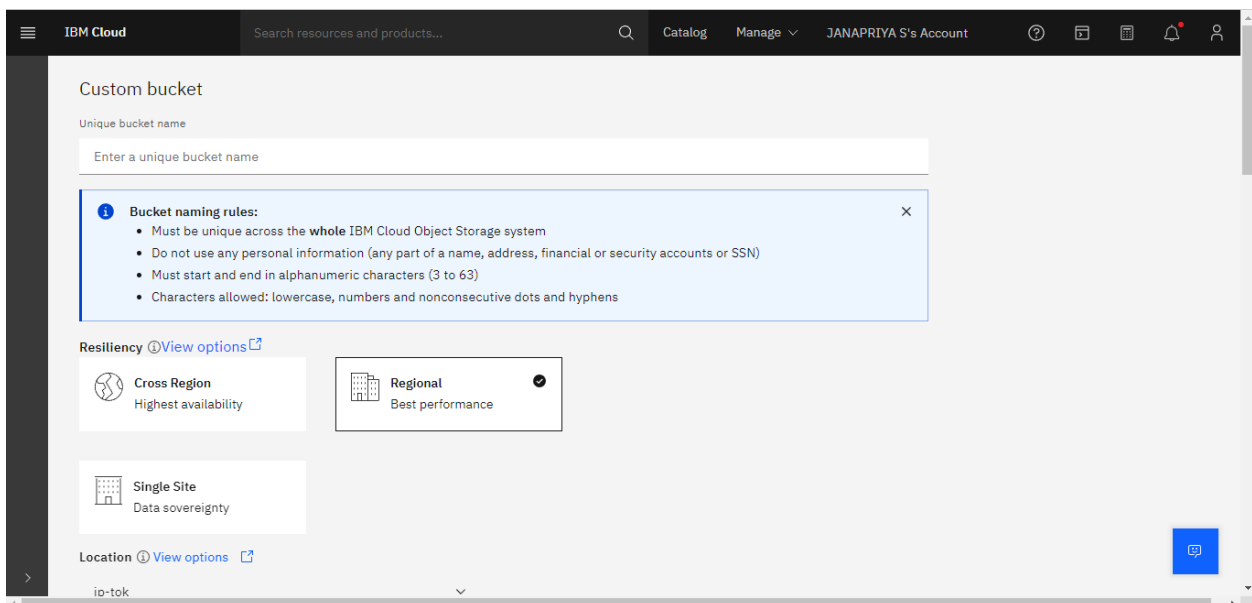 IBM Cloud
Search resources and products...
Catalog
Manage
JANAPRIYA S's Account
Custom bucket
Unique bucket name
Enter a unique bucket name
Bucket naming rules:
• Must be unique across the whole IBM Cloud Object Storage system
• Do not use any personal information (any part of a name, address, financial or security accounts or SSN)
• Must start and end in alphanumeric characters (3 to 63)
• Characters allowed: lowercase, numbers and nonconsecutive dots and hyphens
Resiliency View options
Cross Region
Highest availability
Regional
Best performance
Single Site
Data sovereignty
Location View options
jp-tok